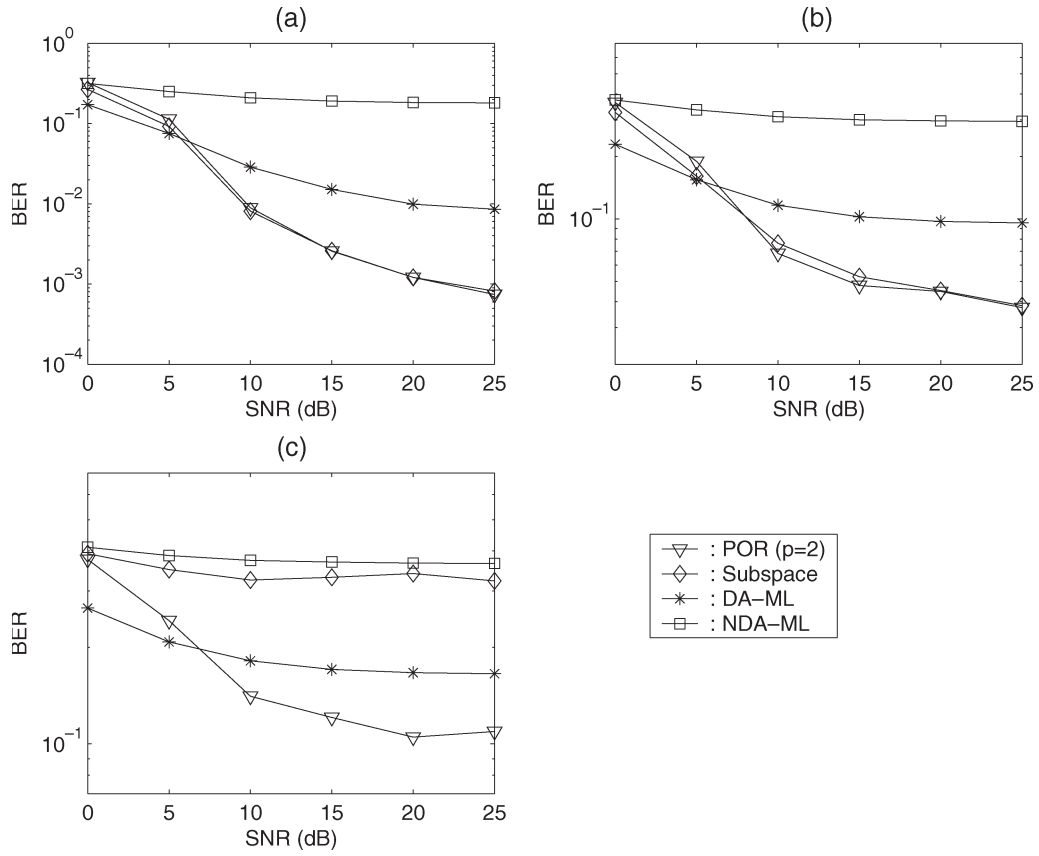 (a)
10^0
10^-1
10^-2
10^-3
10^-4
BER
0 5 10 15 20 25
SNR (dB)
(b)
10^-1
BER
0 5 10 15 20 25
SNR (dB)
(c)
10^-1
BER
0 5 10 15 20 25
SNR (dB)
: POR (p=2)
: Subspace
: DA−ML
: NDA−ML